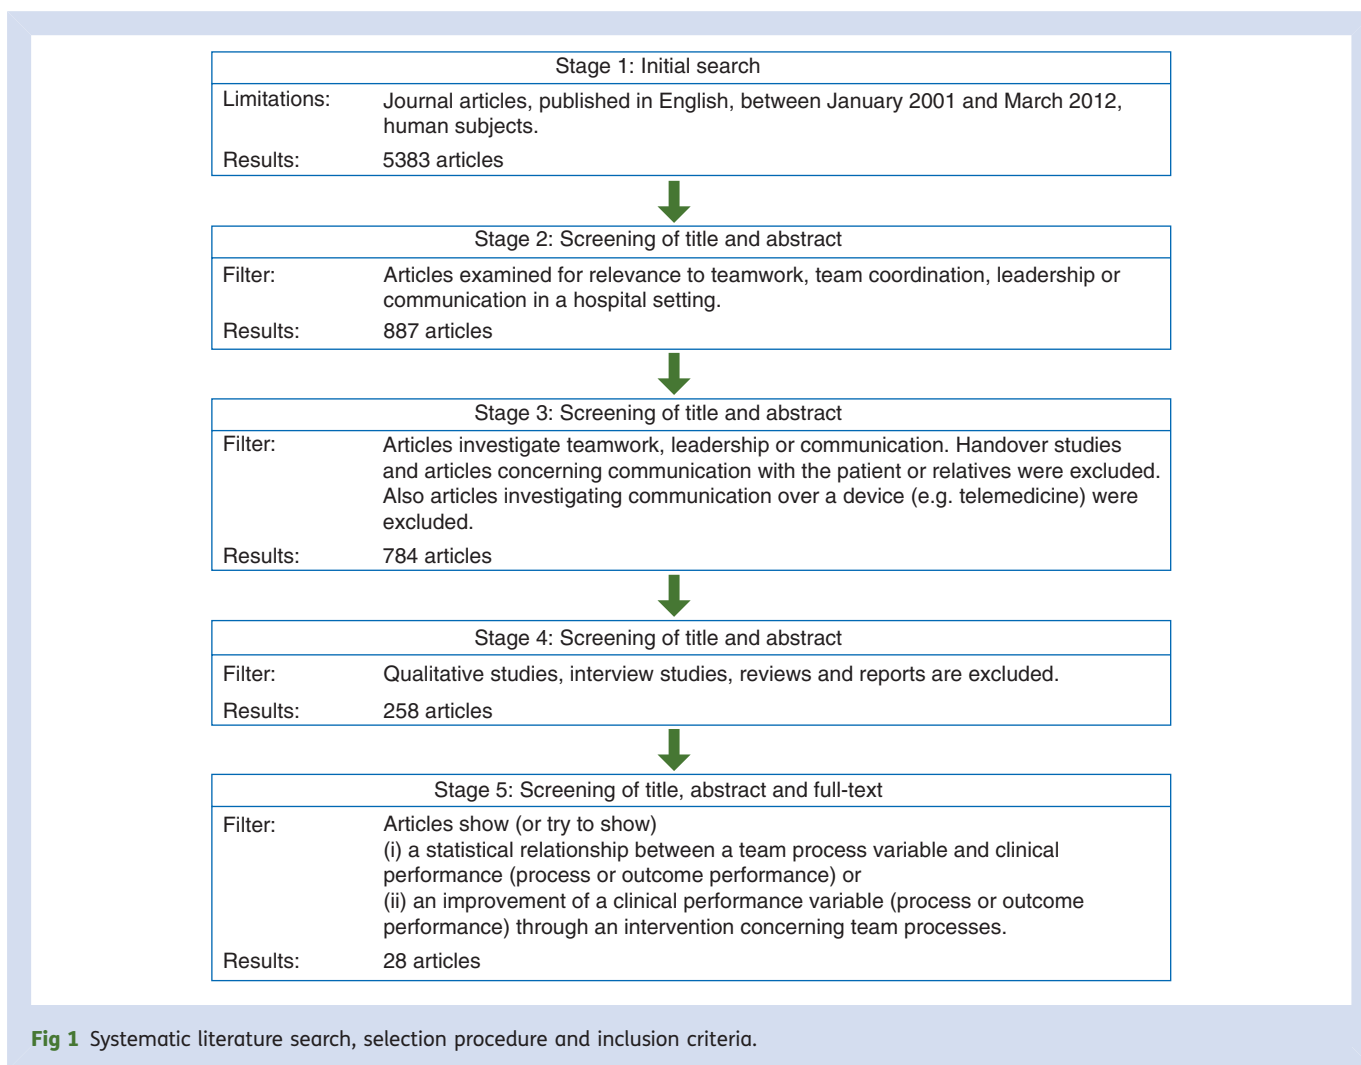 Stage 1: Initial search
Limitations: Journal articles, published in English, between January 2001 and March 2012,
human subjects.
Results: 5383 articles
Stage 2: Screening of title and abstract
Filter: Articles examined for relevance to teamwork, team coordination, leadership or
communication in a hospital setting.
Results: 887 articles
Stage 3: Screening of title and abstract
Filter: Articles investigate teamwork, leadership or communication. Handover studies
and articles concerning communication with the patient or relatives were excluded.
Also articles investigating communication over a device (e.g. telemedicine) were
excluded.
Results: 784 articles
Stage 4: Screening of title and abstract
Filter: Qualitative studies, interview studies, reviews and reports are excluded.
Results: 258 articles
Stage 5: Screening of title, abstract and full-text
Filter: Articles show (or try to show)
(i) a statistical relationship between a team process variable and clinical
performance (process or outcome performance) or
(ii) an improvement of a clinical performance variable (process or outcome
performance) through an intervention concerning team processes.
Results: 28 articles
Fig 1 Systematic literature search, selection procedure and inclusion criteria.